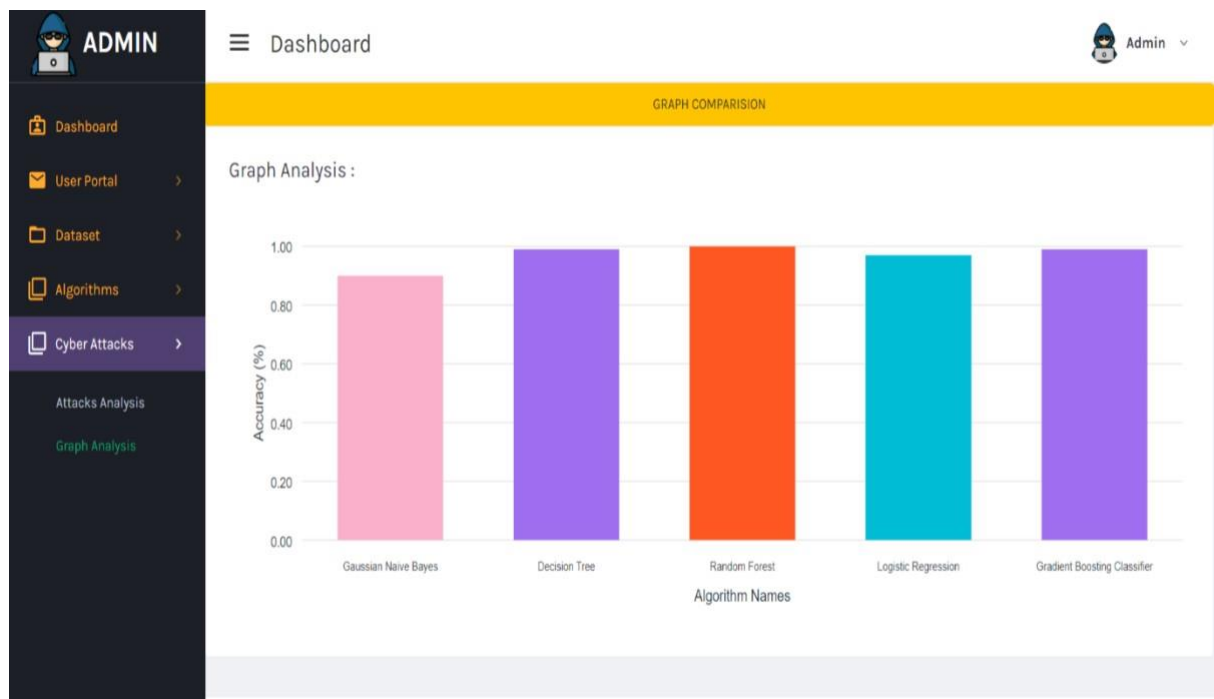 ADMIN
Dashboard
Admin
Dashboard
User Portal
Dataset
Algorithms
Cyber Attacks
Attacks Analysis
Graph Analysis
GRAPH COMPARISION
Graph Analysis :
Accuracy (%)
1.00
0.80
0.60
0.40
0.20
0.00
Gaussian Naive Bayes
Decision Tree
Random Forest
Logistic Regression
Gradient Boosting Classifier
Algorithm Names